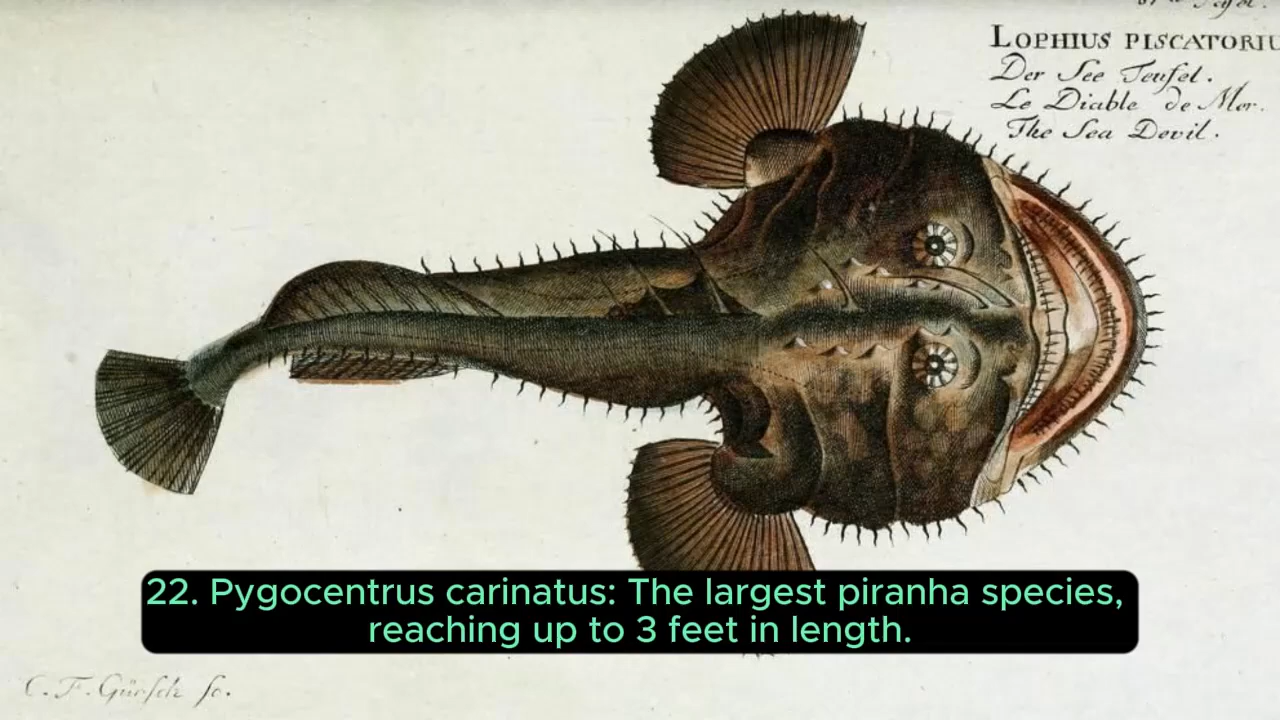 LOPHIUS PISCATORIU
Der See Teufel.
Le Diable de Mer.
The Sea Devil.
22. Pygocentrus carinatus: The largest piranha species,
reaching up to 3 feet in length.